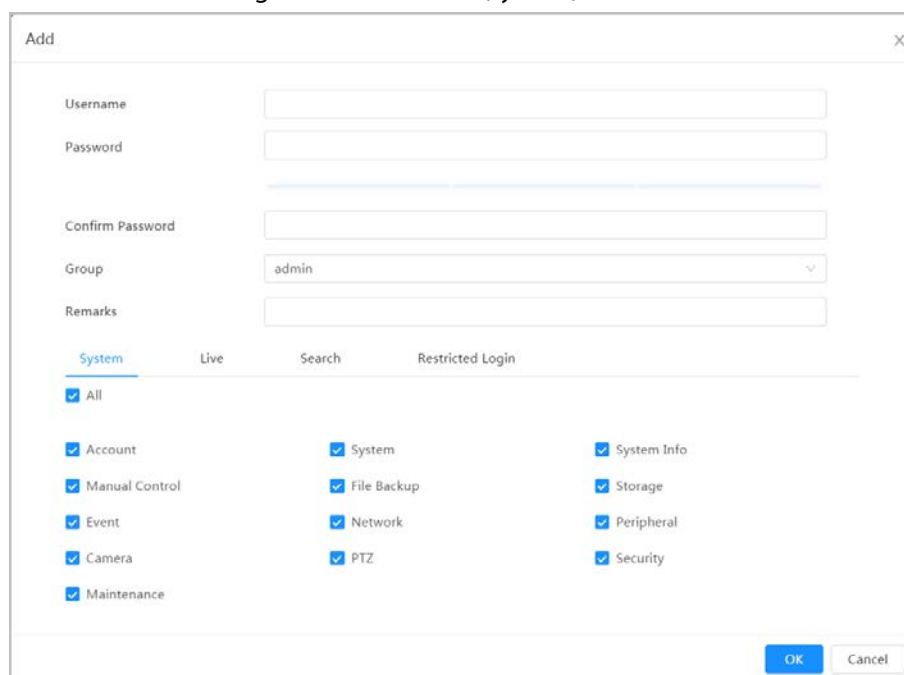 Add
Username
Password
Confirm Password
Group admin
Remarks
System Live Search Restricted Login
All
Account System System Info
Manual Control File Backup Storage
Event Network Peripheral
Camera PTZ Security
Maintenance
OK Cancel